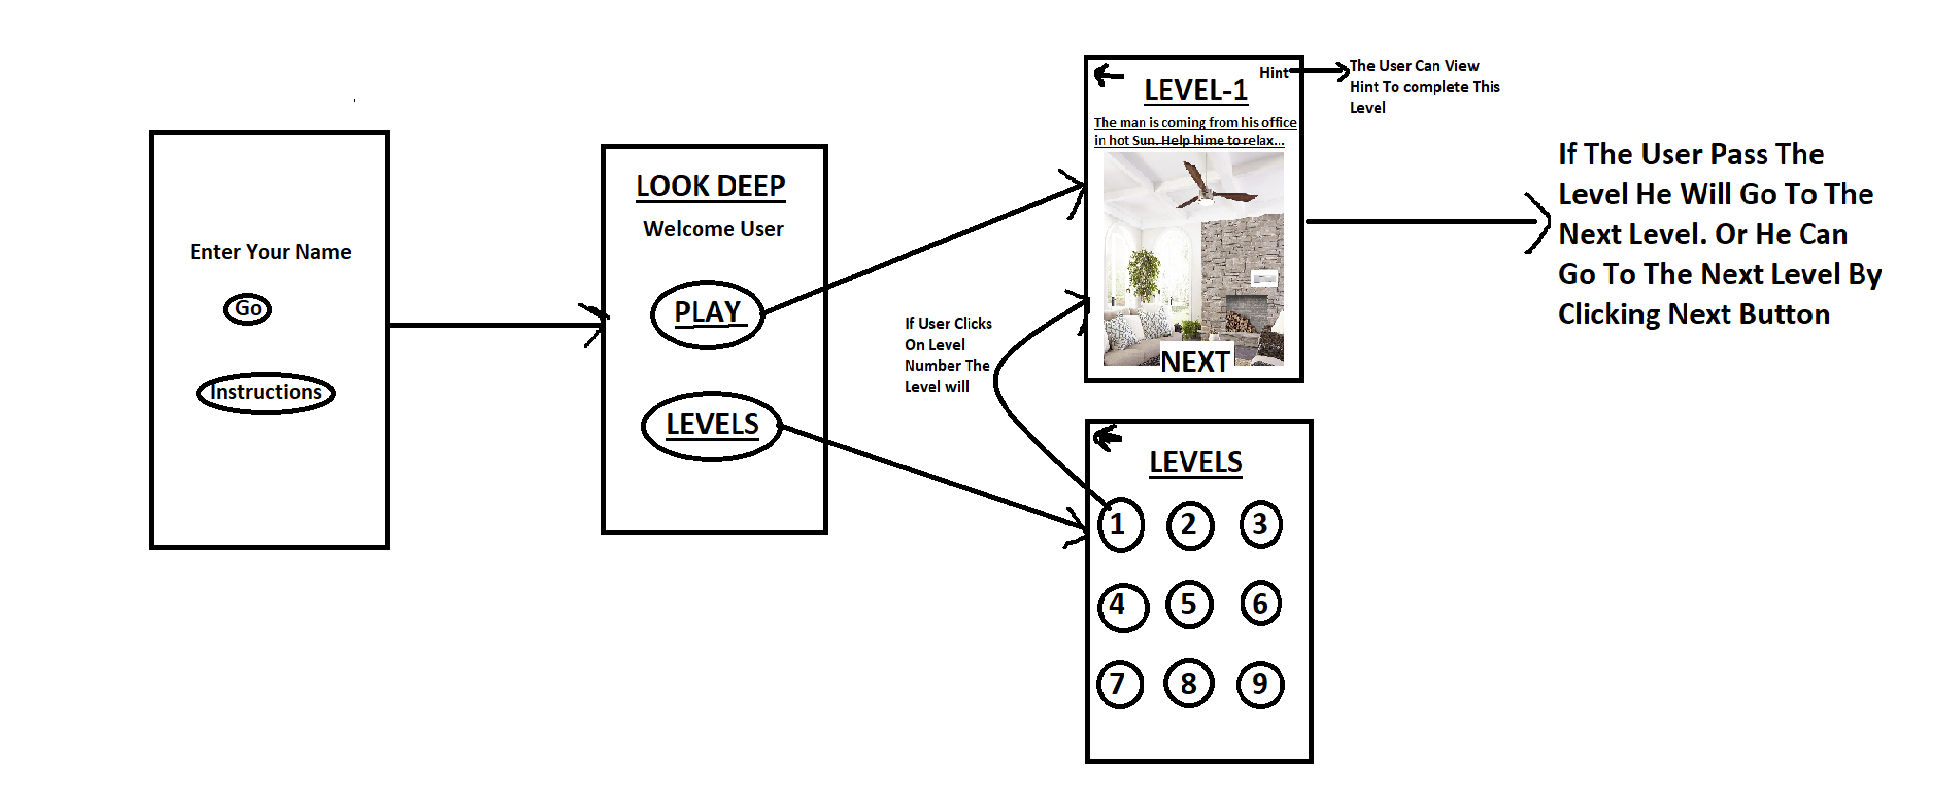 Enter Your Name
Go
Instructions
LOOK DEEP
Welcome User
PLAY
LEVELS
If User Clicks
On Level
Number The
Level will
Hint
LEVEL-1
The man is coming from his office
in hot Sun. Help hime to relax...
NEXT
The User Can View
Hint To complete This
Level
If The User Pass The
Level He Will Go To The
Next Level. Or He Can
Go To The Next Level By
Clicking Next Button
LEVELS
1 2 3
4 5 6
7 8 9